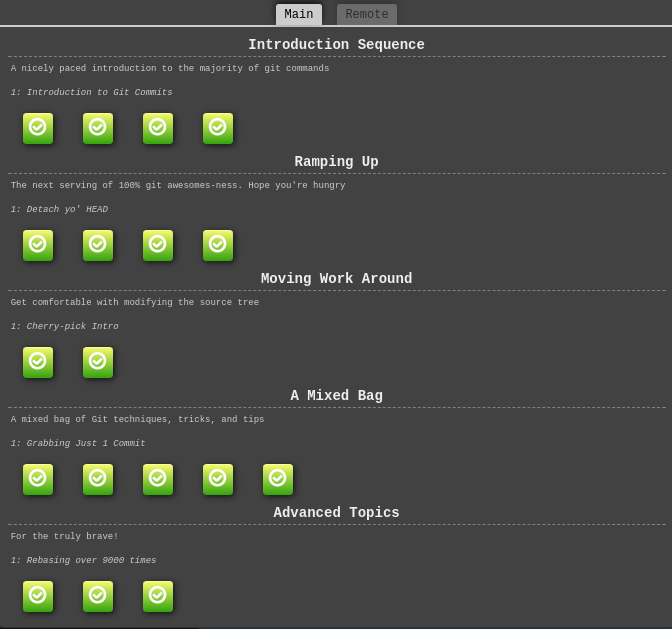 Main Remote
Introduction Sequence
A nicely paced introduction to the majority of git commands
1: Introduction to Git Commits
Ramping Up
The next serving of 100% git awesomes-ness. Hope you're hungry
1: Detach yo' HEAD
Moving Work Around
Get comfortable with modifying the source tree
1: Cherry-pick Intro
A Mixed Bag
A mixed bag of Git techniques, tricks, and tips
1: Grabbing Just 1 Commit
Advanced Topics
For the truly brave!
1: Rebasing over 9000 times